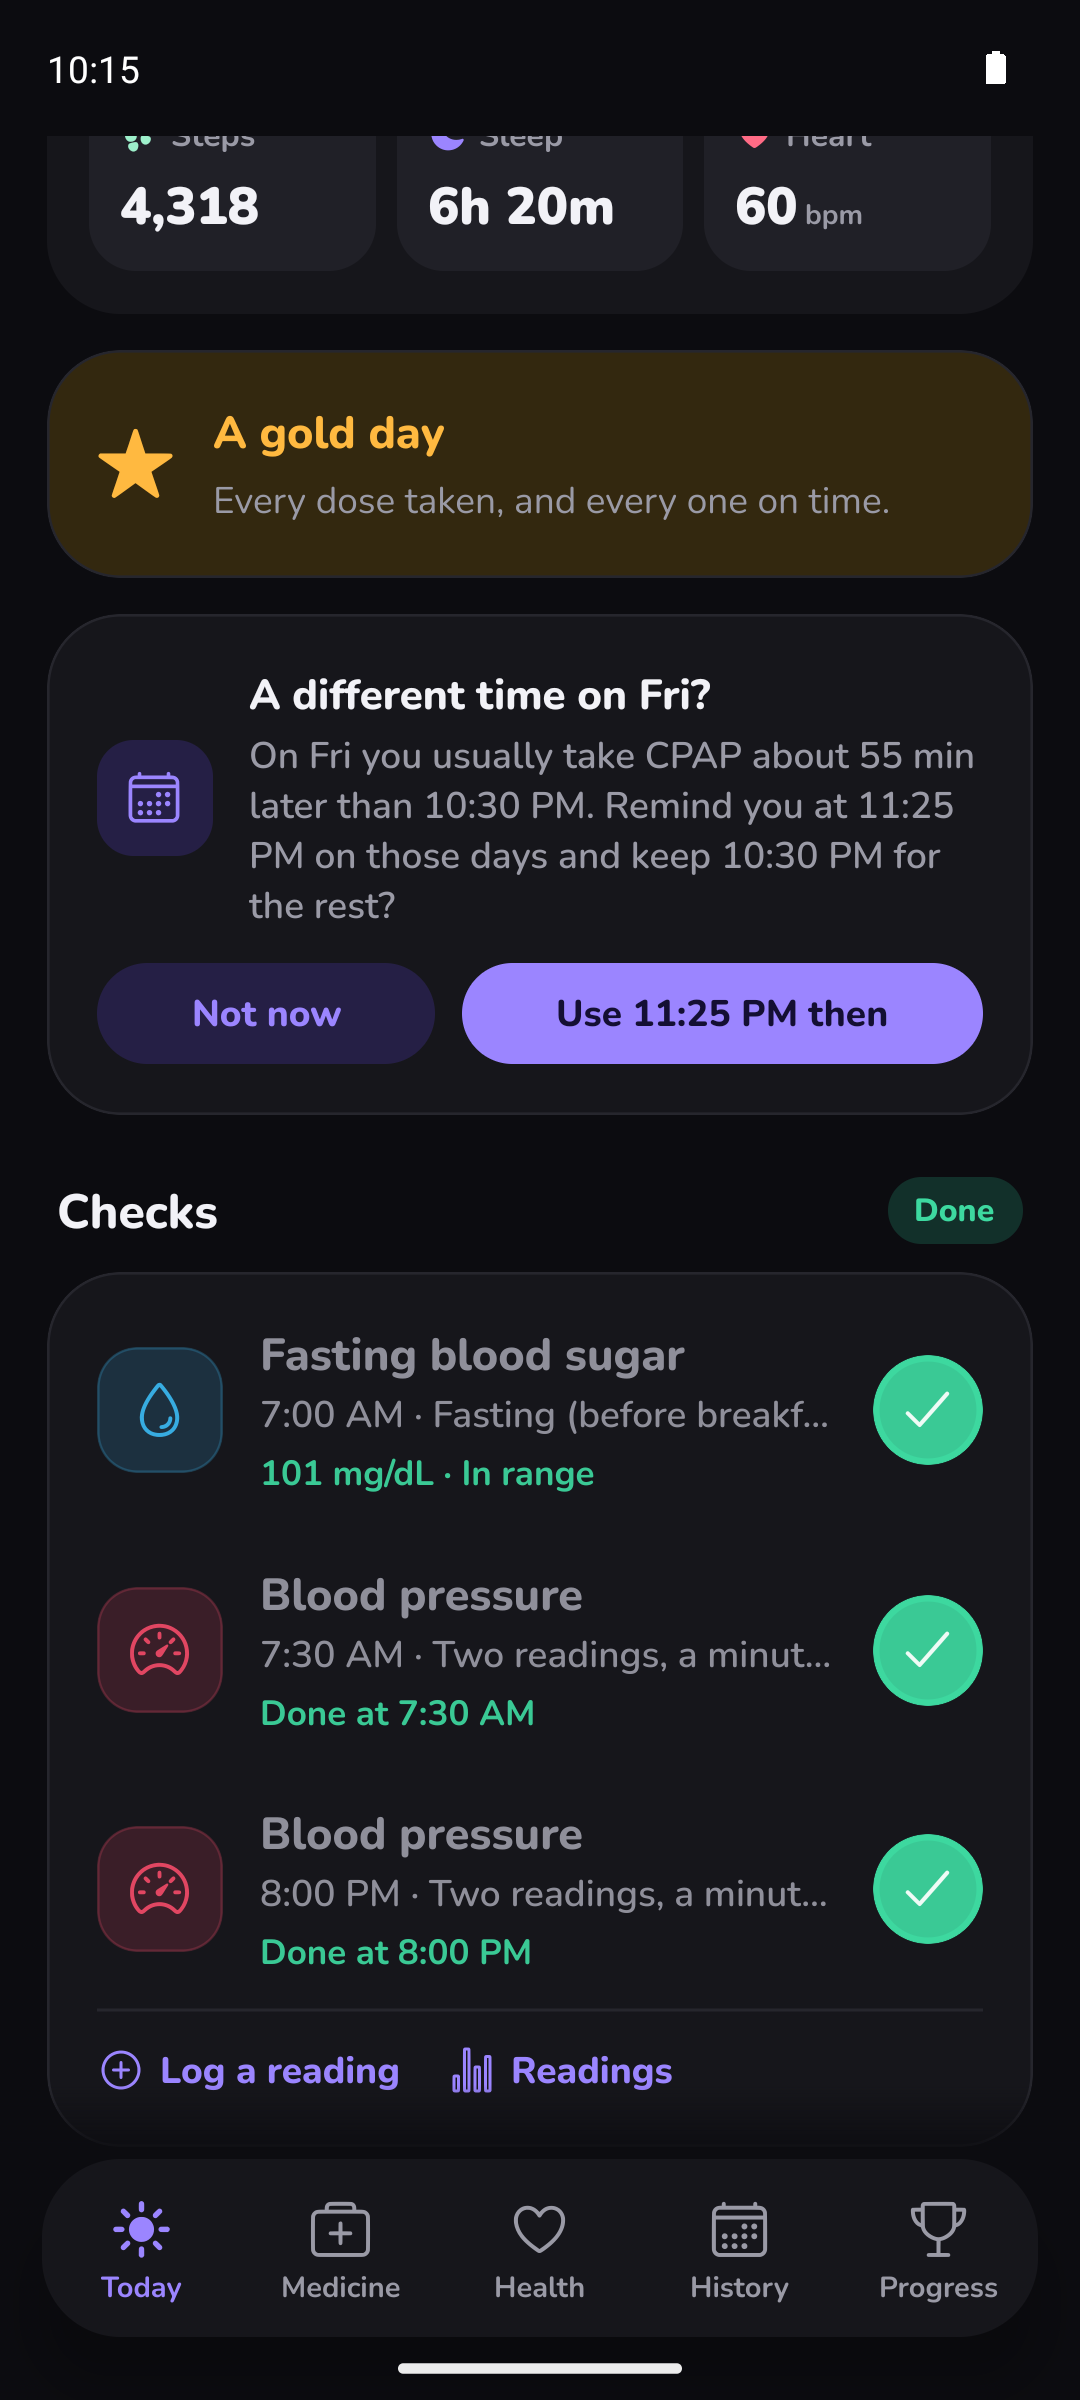 10:15
Steps
Sleep
Heart
4,318
6h 20m
60 bpm
A gold day
Every dose taken, and every one on time.
A different time on Fri?
On Fri you usually take CPAP about 55 min
later than 10:30 PM. Remind you at 11:25
PM on those days and keep 10:30 PM for
the rest?
Not now
Use 11:25 PM then
Checks
Done
Fasting blood sugar
7:00 AM · Fasting (before breakf...
101 mg/dL · In range
Blood pressure
7:30 AM · Two readings, a minut...
Done at 7:30 AM
Blood pressure
8:00 PM · Two readings, a minut...
Done at 8:00 PM
Log a reading
Readings
Today
Medicine
Health
History
Progress